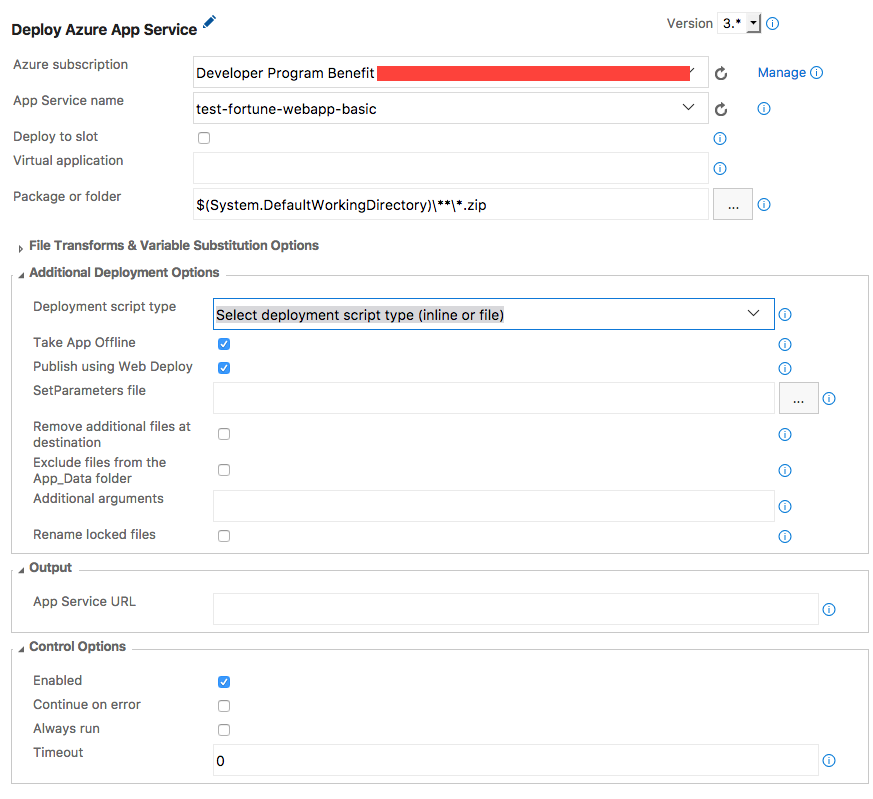 Deploy Azure App Service
Version 3.*
Azure subscription
Developer Program Benefit
Manage
App Service name
test-fortune-webapp-basic
Deploy to slot
Virtual application
Package or folder
$(System.DefaultWorkingDirectory)\**\*.zip
...
File Transforms & Variable Substitution Options
Additional Deployment Options
Deployment script type
Select deployment script type (inline or file)
Take App Offline
Publish using Web Deploy
SetParameters file
...
Remove additional files at
destination
Exclude files from the
App_Data folder
Additional arguments
Rename locked files
Output
App Service URL
Control Options
Enabled
Continue on error
Always run
Timeout
0